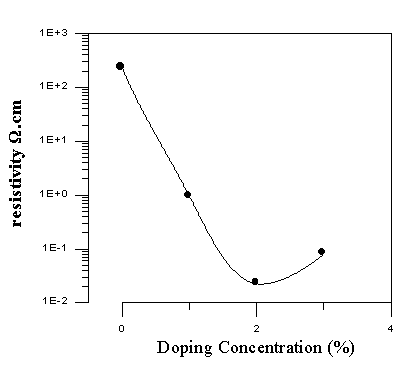 1E+3
1E+2
1E+1
1E+0
1E-1
1E-2
resistivity Ω.cm
0 2 4
Doping Concentration (%)